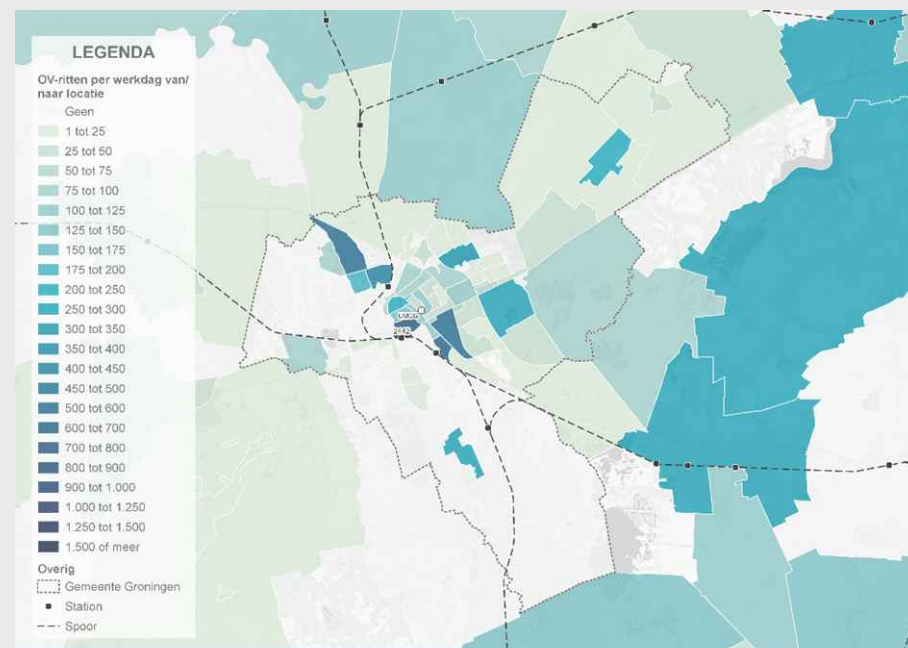 LEGENDA
OV-ritten per werkdag van/
naar locatie
Geen
1 tot 25
25 tot 50
50 tot 75
75 tot 100
100 tot 125
125 tot 150
150 tot 175
175 tot 200
200 tot 250
250 tot 300
300 tot 350
350 tot 400
400 tot 450
450 tot 500
500 tot 600
600 tot 700
700 tot 800
800 tot 900
900 tot 1.000
1.000 tot 1.250
1.250 tot 1.500
1.500 of meer
Overig
Gemeente Groningen
Station
Spoor
UMCG
2442